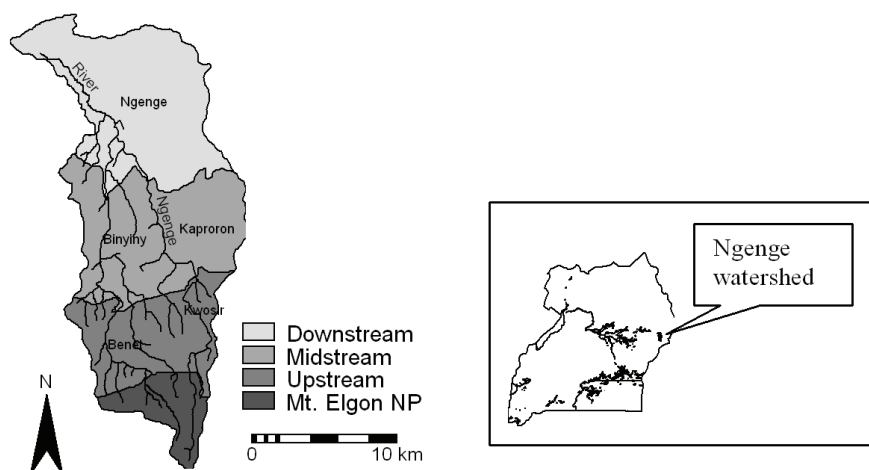 River
Ngenge
Ngenge
Kaproron
Binyiny
Kwosir
Benet
Downstream
Midstream
Upstream
Mt. Elgon NP
N
0 10 km
Ngenge
watershed